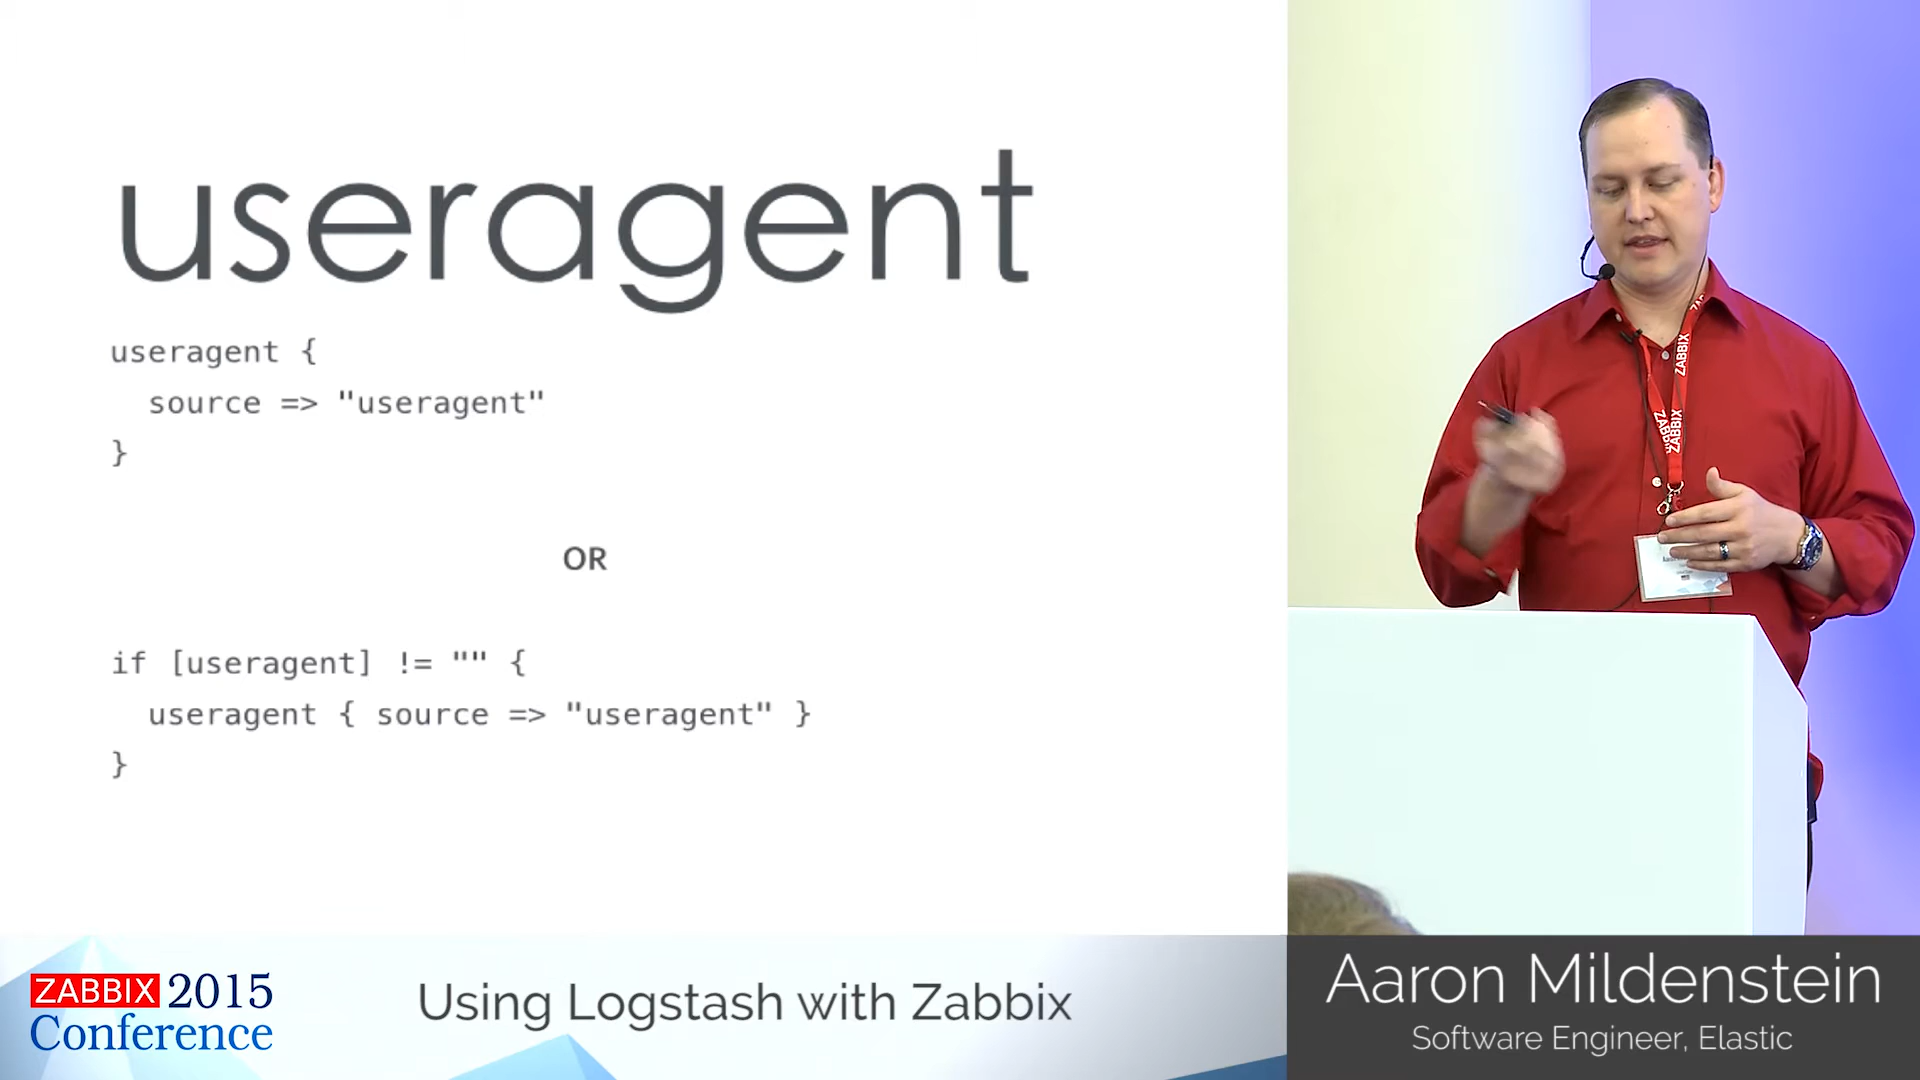 useragent
useragent {
  source => "useragent"
}
OR
if [useragent] != "" {
  useragent { source => "useragent" }
}
ZABBIX
ZABBIX
ZABBIX
ZABBIX 2015
Conference
Using Logstash with Zabbix
Aaron Mildenstein
Software Engineer, Elastic